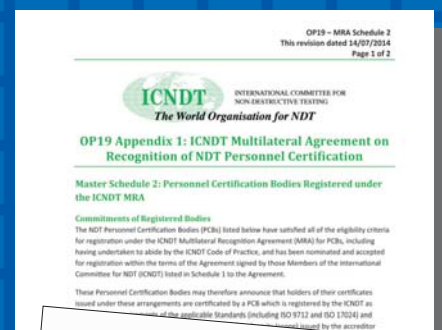 OP19 – MRA Schedule 2
This revision dated 14/07/2014
Page 1 of 2
ICNDT
INTERNATIONAL COMMITTEE FOR
NON-DESTRUCTIVE TESTING
The World Organisation for NDT
OP19 Appendix 1: ICNDT Multilateral Agreement on
Recognition of NDT Personnel Certification
Master Schedule 2: Personnel Certification Bodies Registered under
the ICNDT MRA
Commitments of Registered Bodies
The NDT Personnel Certification Bodies (PCBs) listed below have satisfied all of the eligibility criteria
for registration under the ICNDT Multilateral Recognition Agreement (MRA) for PCBs, including
having undertaken to abide by the ICNDT Code of Practice, and has been nominated and accepted
for registration within the terms of the Agreement signed by those Members of the International
Committee for NDT (ICNDT) listed in Schedule 1 to the Agreement.
These Personnel Certification Bodies may therefore announce that holders of their certificates
issued under these arrangements are certificated by a PCB which is registered by the ICNDT as
of the applicable Standards (including ISO 9712 and ISO 17024) and
issued by the accreditor